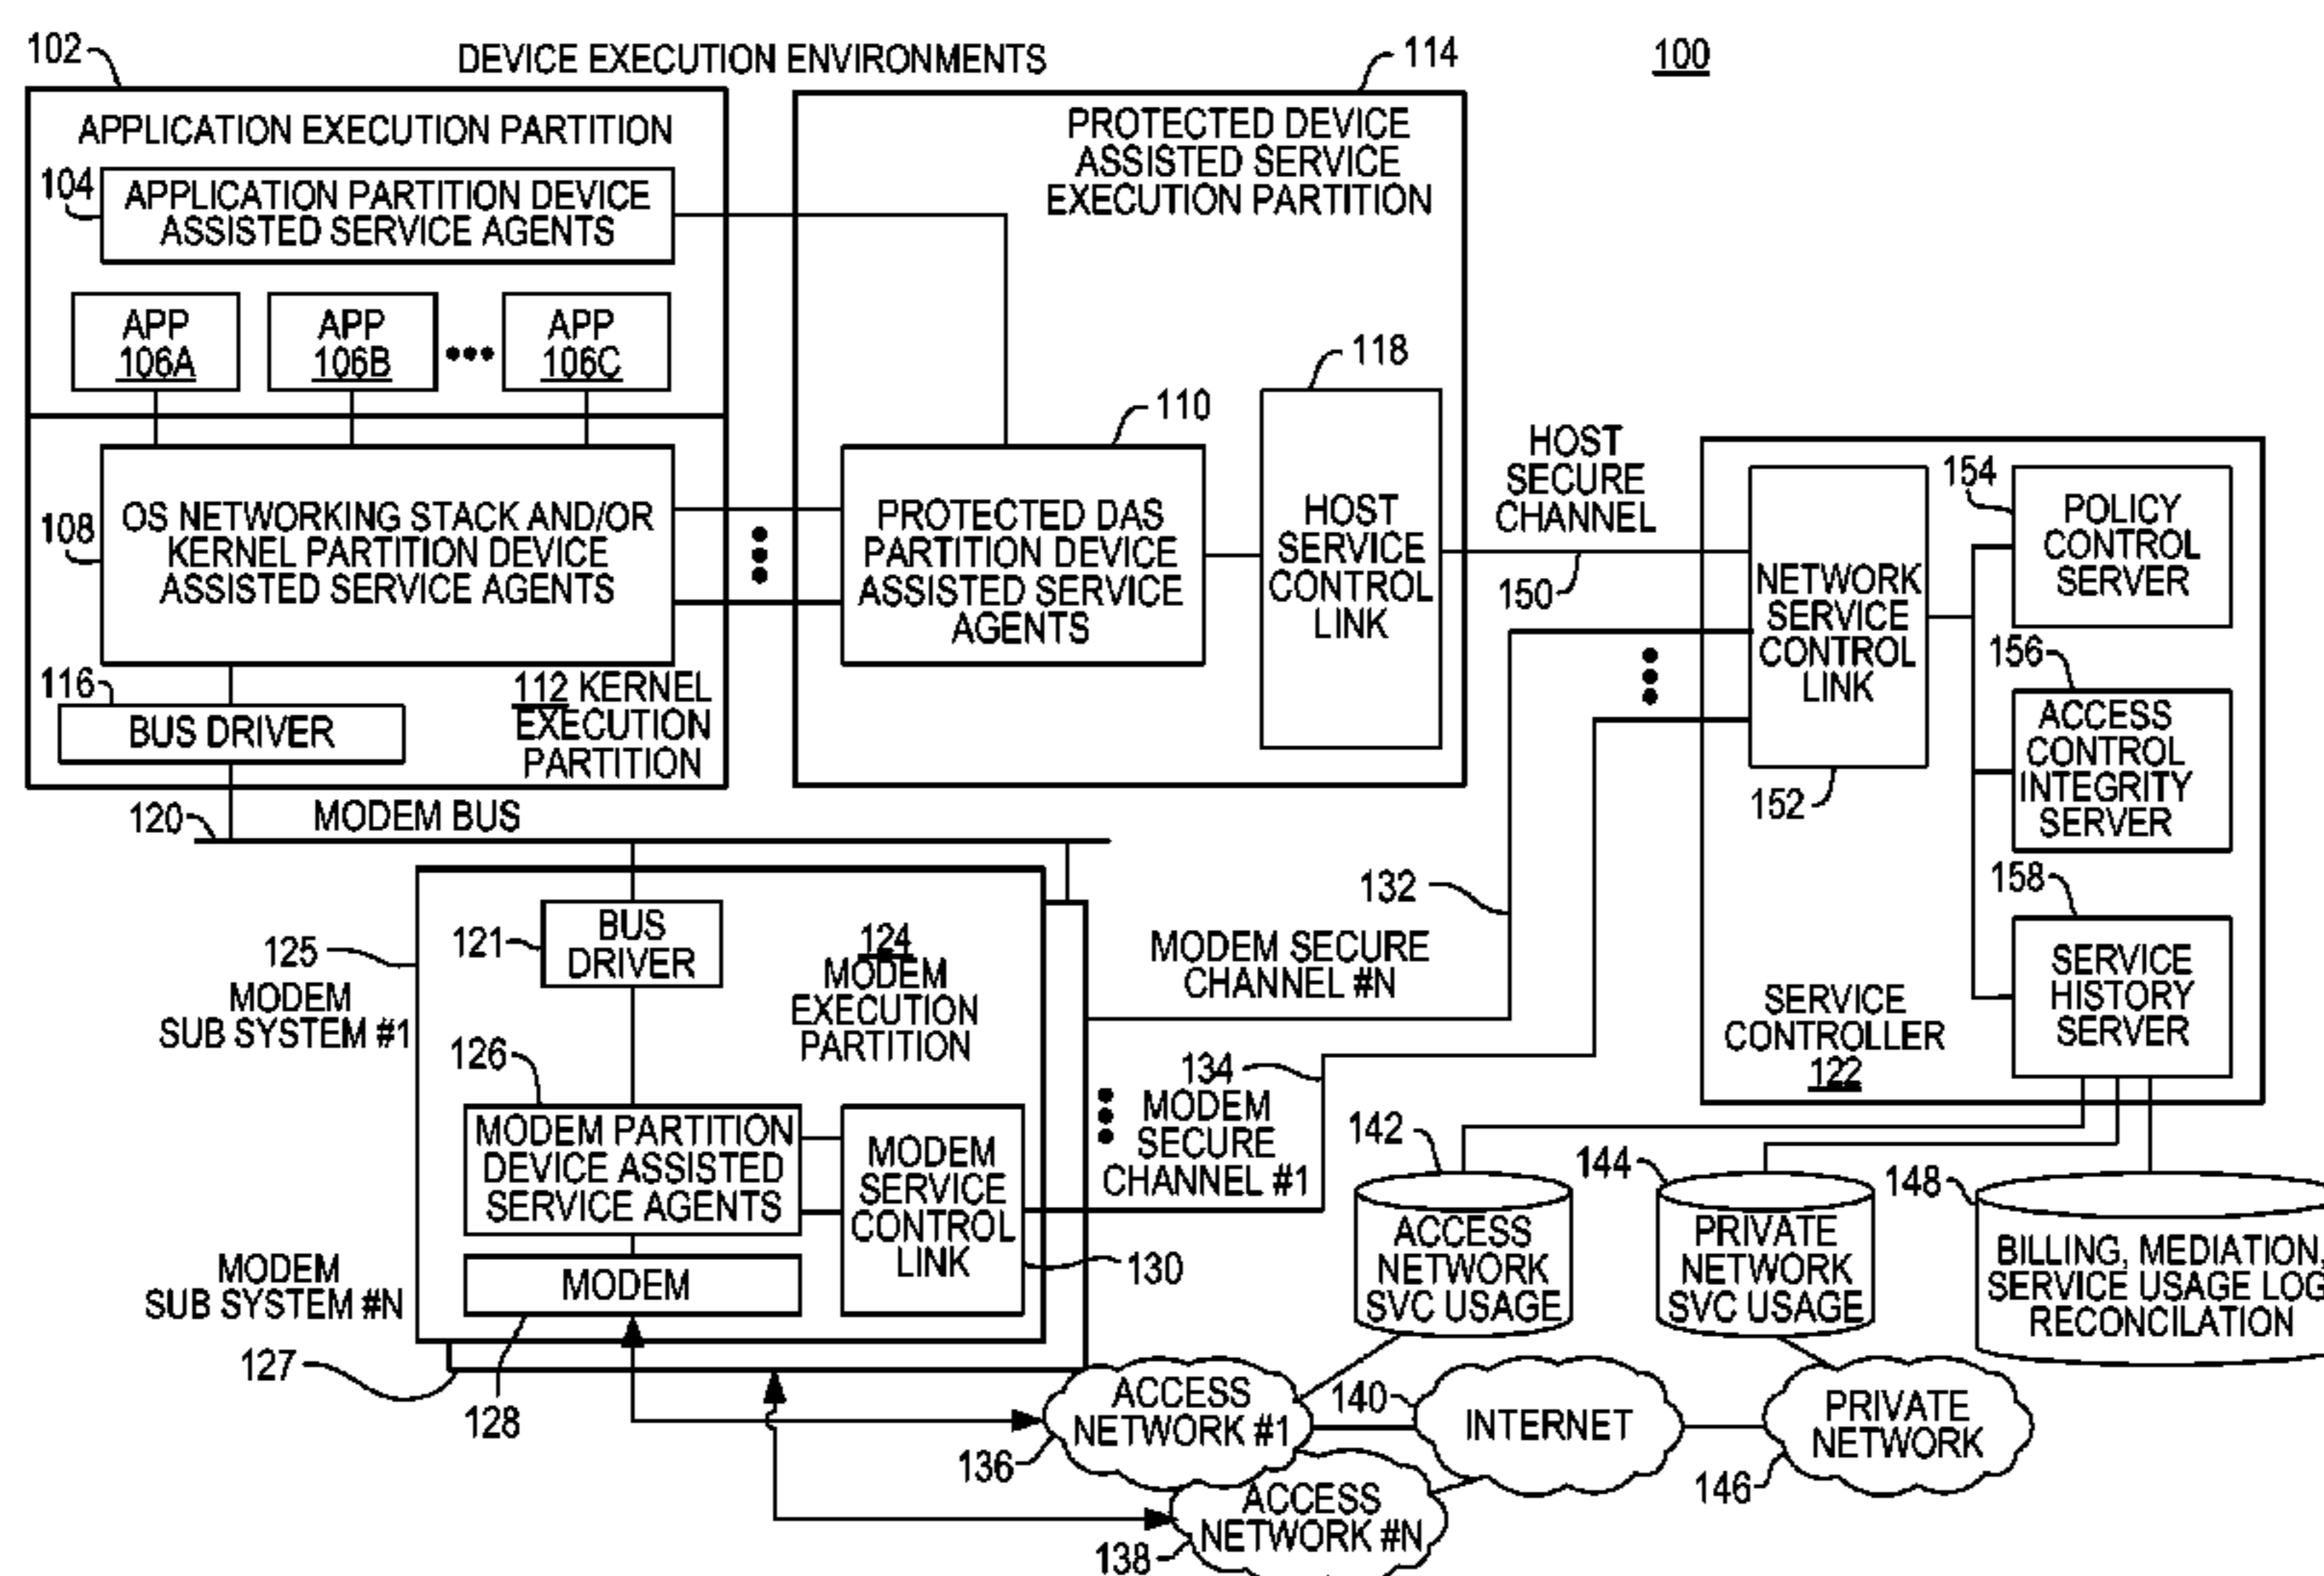 102
DEVICE EXECUTION ENVIRONMENTS
114
100
APPLICATION EXECUTION PARTITION
104
APPLICATION PARTITION DEVICE
ASSISTED SERVICE AGENTS
APP
106A
APP
106B
APP
106C
PROTECTED DEVICE
ASSISTED SERVICE
EXECUTION PARTITION
118
110
108
OS NETWORKING STACK AND/OR
KERNEL PARTITION DEVICE
ASSISTED SERVICE AGENTS
PROTECTED DAS
PARTITION DEVICE
ASSISTED SERVICE
AGENTS
HOST
SERVICE
CONTROL
LINK
HOST
SECURE
CHANNEL
150
NETWORK
SERVICE
CONTROL
LINK
152
154
POLICY
CONTROL
SERVER
156
ACCESS
CONTROL
INTEGRITY
SERVER
158
SERVICE
HISTORY
SERVER
SERVICE
CONTROLLER
122
116
BUS DRIVER
112 KERNEL
EXECUTION
PARTITION
120
MODEM BUS
125
MODEM
SUB SYSTEM #1
121
BUS
DRIVER
124
MODEM
EXECUTION
PARTITION
132
MODEM SECURE
CHANNEL #N
126
MODEM PARTITION
DEVICE ASSISTED
SERVICE AGENTS
MODEM
SERVICE
CONTROL
LINK
134
MODEM
SECURE
CHANNEL #1
130
MODEM
SUB SYSTEM #N
MODEM
127
128
142
ACCESS
NETWORK
SVC USAGE
144
PRIVATE
NETWORK
SVC USAGE
148
BILLING, MEDIATION,
SERVICE USAGE LOG
RECONCILATION
ACCESS
NETWORK #1
136
140
INTERNET
PRIVATE
NETWORK
146
ACCESS
NETWORK #N
138